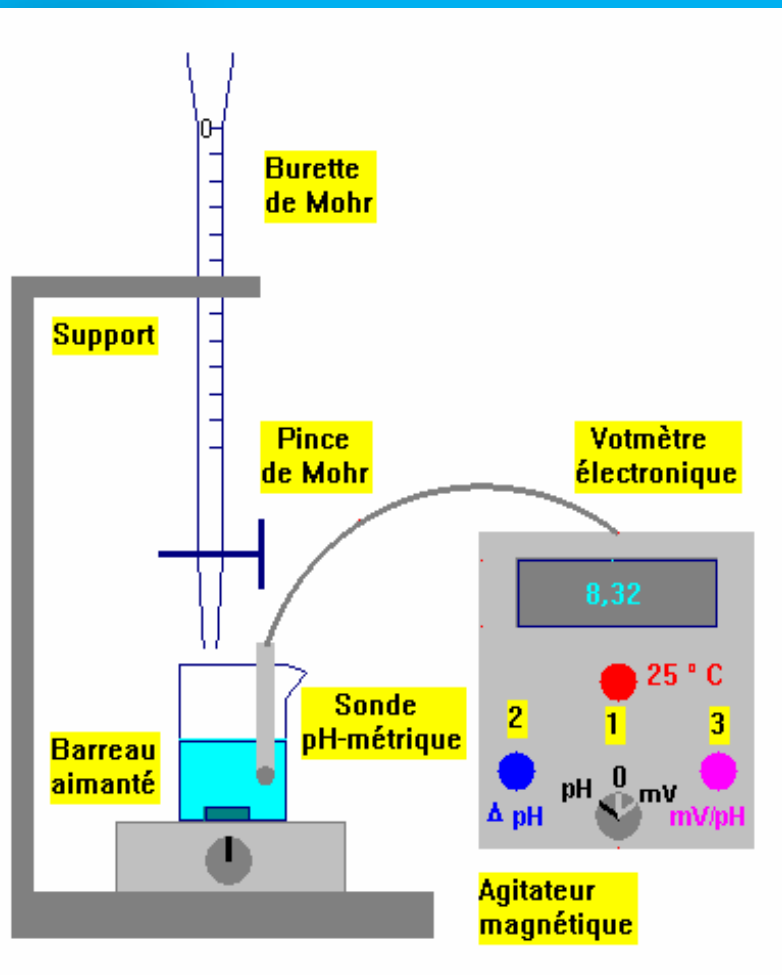 0
Burette
de Mohr
Support
Pince
de Mohr
Votmètre
électronique
8,32
25 ° C
Sonde
pH-métrique
2
1
3
Barreau
aimanté
pH
0
mV
Δ pH
mV/pH
Agitateur
magnétique